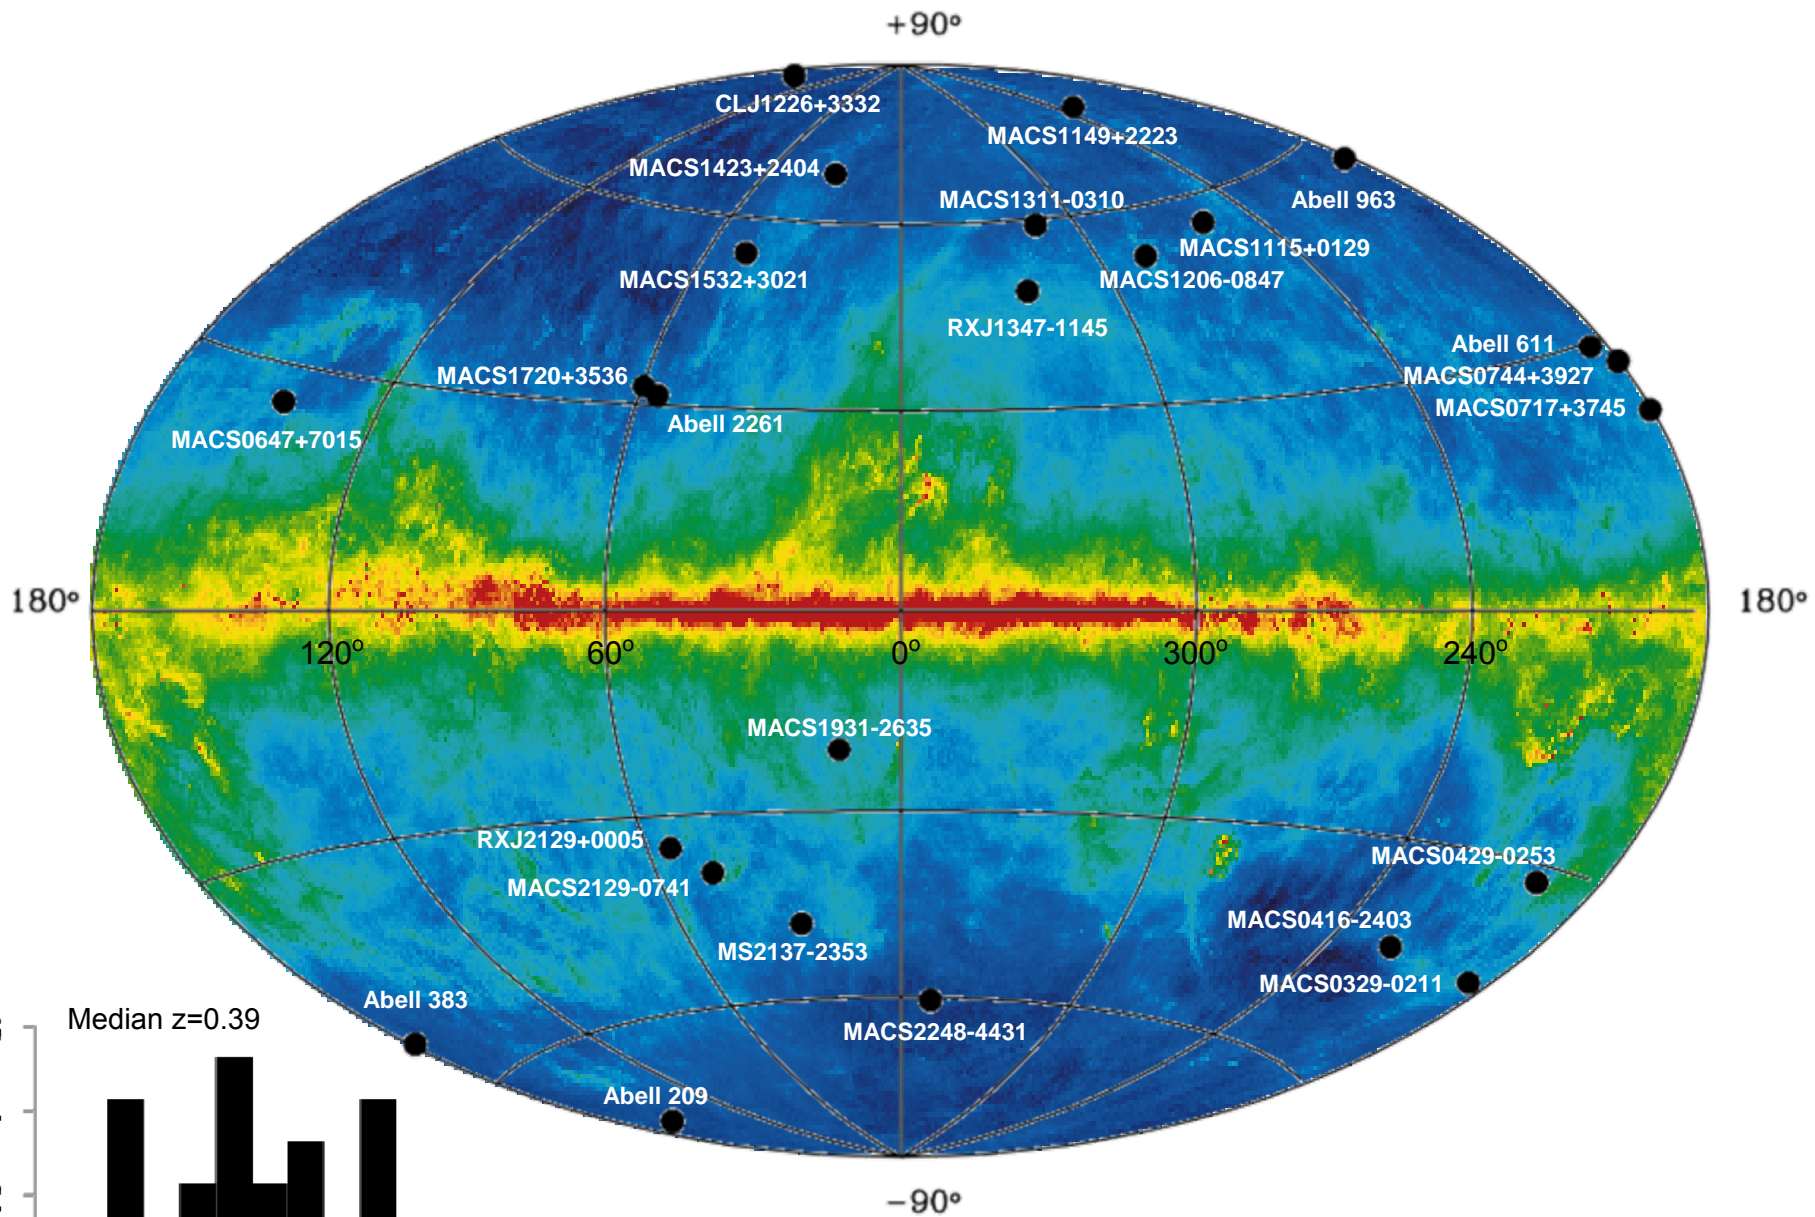 +90°
CLJ1226+3332
MACS1149+2223
MACS1423+2404
MACS1311-0310
Abell 963
MACS1115+0129
MACS1532+3021
MACS1206-0847
RXJ1347-1145
Abell 611
MACS1720+3536
MACS0744+3927
MACS0717+3745
Abell 2261
MACS0647+7015
180°
180°
120°
60°
0°
300°
240°
MACS1931-2635
RXJ2129+0005
MACS0429-0253
MACS2129-0741
MACS0416-2403
MS2137-2353
MACS0329-0211
Abell 383
Median z=0.39
MACS2248-4431
Abell 209
−90°